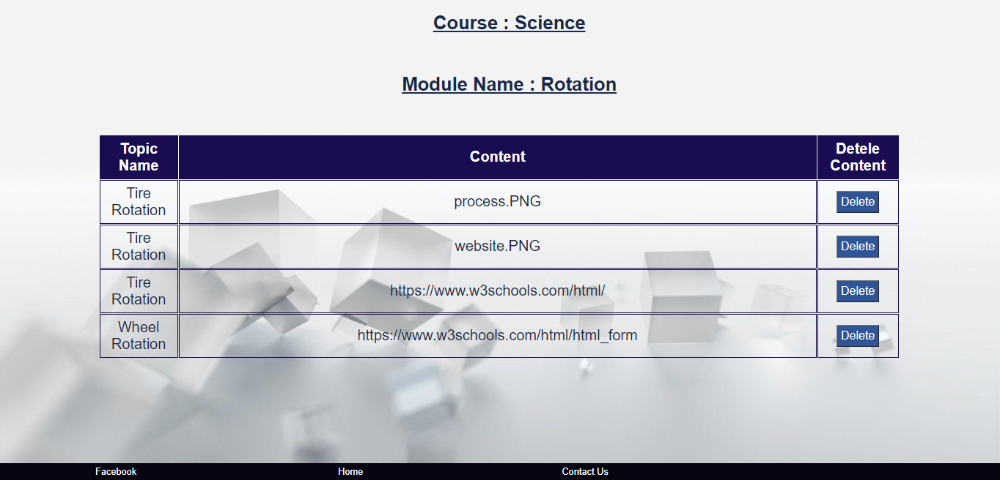 Course : Science
Module Name : Rotation
Topic Name
Content
Detele Content
Tire Rotation
process.PNG
Delete
Tire Rotation
website.PNG
Delete
Tire Rotation
https://www.w3schools.com/html/
Delete
Wheel Rotation
https://www.w3schools.com/html/html_form
Delete
Facebook
Home
Contact Us